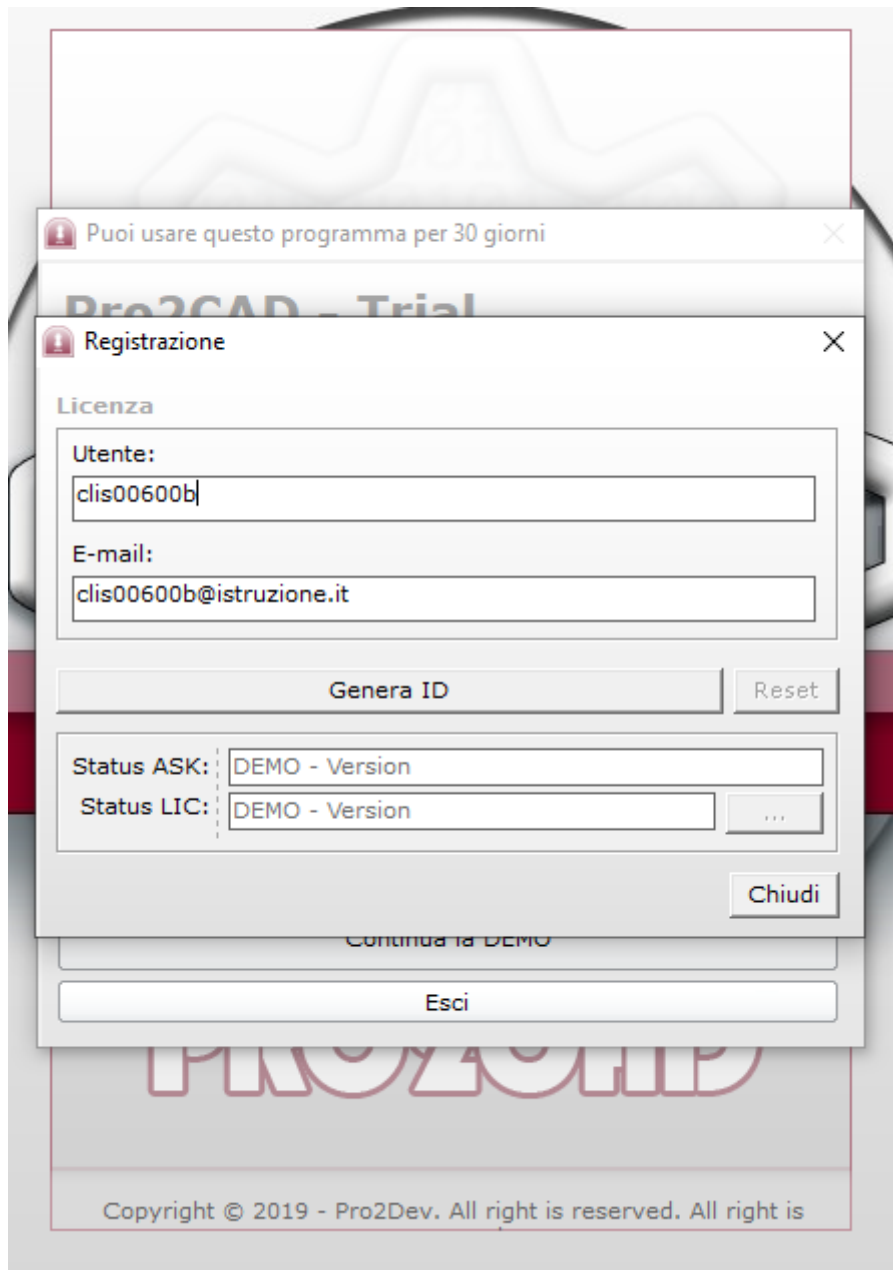 Puoi usare questo programma per 30 giorni
Pro2CAD - Trial
Registrazione
Licenza
Utente:
clis00600b
E-mail:
clis00600b@istruzione.it
Genera ID
Reset
Status ASK:
DEMO - Version
Status LIC:
DEMO - Version
...
Chiudi
Continua la DEMO
Esci
PRO2CAD
Copyright © 2019 - Pro2Dev. All right is reserved. All right is